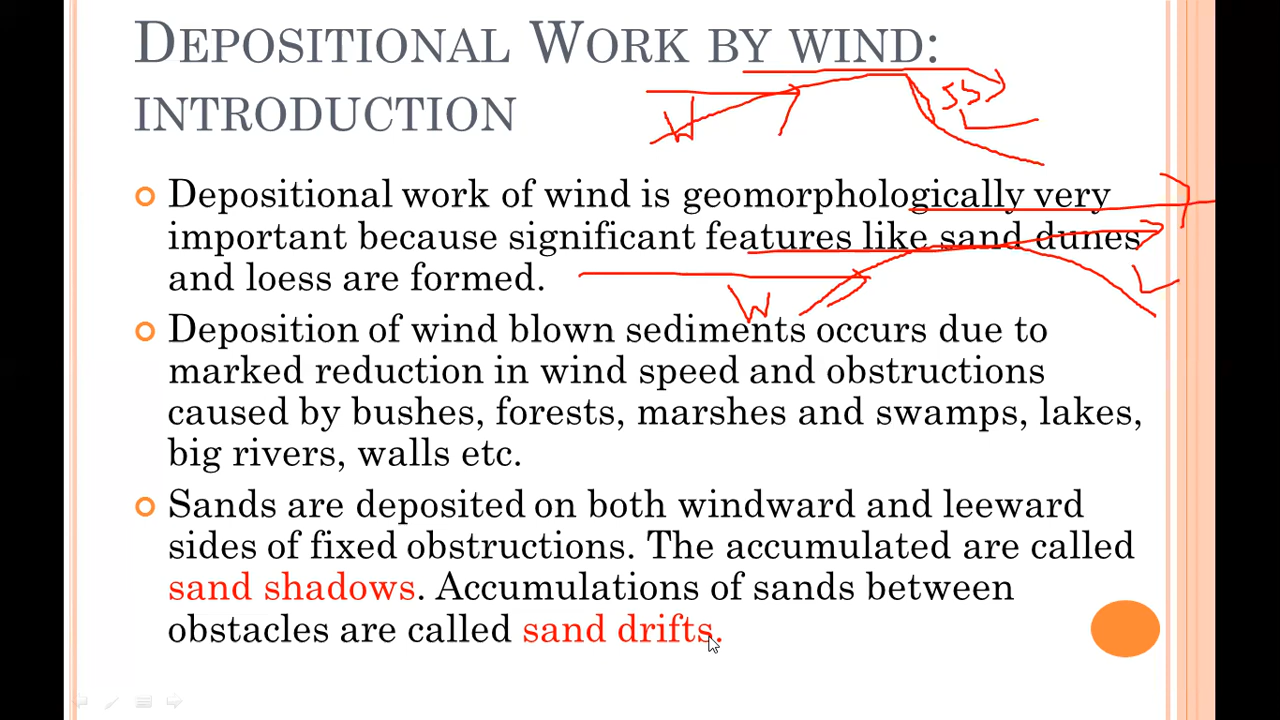 DEPOSITIONAL WORK BY WIND:
INTRODUCTION
W
SS
L
Depositional work of wind is geomorphologically very
important because significant features like sand dunes
and loess are formed.
W
L
Deposition of wind blown sediments occurs due to
marked reduction in wind speed and obstructions
caused by bushes, forests, marshes and swamps, lakes,
big rivers, walls etc.
Sands are deposited on both windward and leeward
sides of fixed obstructions. The accumulated are called
sand shadows. Accumulations of sands between
obstacles are called sand drifts.